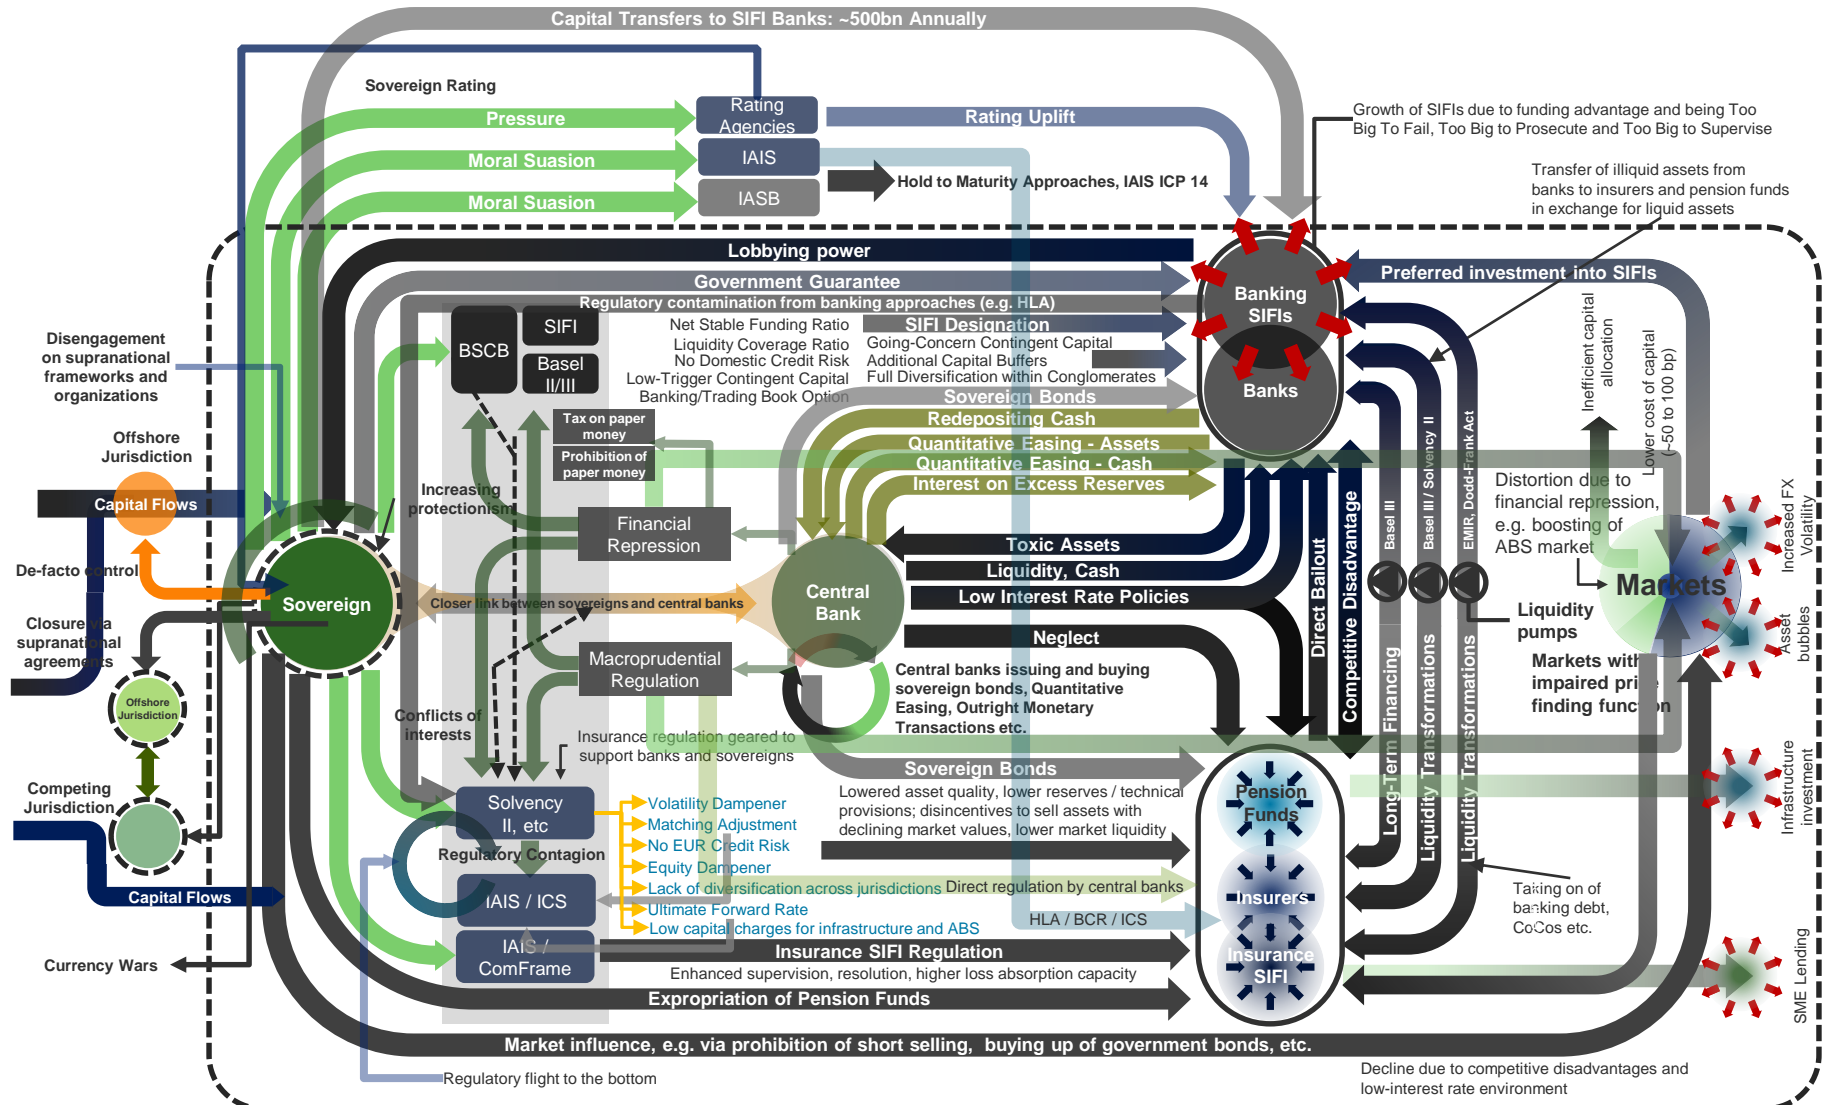 Capital Transfers to SIFI Banks: ~500bn Annually
Sovereign Rating
Pressure
Rating
Agencies
Rating Uplift
Growth of SIFIs due to funding advantage and being Too
Big To Fail, Too Big to Prosecute and Too Big to Supervise
Moral Suasion
IAIS
Hold to Maturity Approaches, IAIS ICP 14
Moral Suasion
IASB
Transfer of illiquid assets from
banks to insurers and pension funds
in exchange for liquid assets
Lobbying power
Government Guarantee
Regulatory contamination from banking approaches (e.g. HLA)
Preferred investment into SIFIs
Banking
SIFIs
Banks
BSCB
SIFI
Basel
II/III
Net Stable Funding Ratio
Liquidity Coverage Ratio
No Domestic Credit Risk
Low-Trigger Contingent Capital
Banking/Trading Book Option
SIFI Designation
Going-Concern Contingent Capital
Additional Capital Buffers
Full Diversification within Conglomerates
Sovereign Bonds
Redepositing Cash
Quantitative Easing - Assets
Quantitative Easing - Cash
Interest on Excess Reserves
Tax on paper
money
Prohibition of
paper money
Disengagement
on supranational
frameworks and
organizations
Offshore
Jurisdiction
Capital Flows
Increasing
protectionism
De-facto control
Closure via
supranational
agreements
Sovereign
Closer link between sovereigns and central banks
Financial
Repression
Central
Bank
Toxic Assets
Liquidity, Cash
Low Interest Rate Policies
Neglect
Macroprudential
Regulation
Central banks issuing and buying
sovereign bonds, Quantitative
Easing, Outright Monetary
Transactions etc.
Direct Bailout
Competitive Disadvantage
Basel III
Long-Term Financing
Basel II / Solvency II
Liquidity Transformations
EMIR, Dodd-Frank Act
Liquidity Transformations
Inefficient capital
allocation
Lower cost of capital
(~50 to 100 bp)
Distortion due to
financial repression,
e.g. boosting of
ABS market
Markets
Liquidity
pumps
Markets with
impaired price
finding function
Increased FX
Volatility
Asset
bubbles
Infrastructure
investment
SME Lending
Offshore
Jurisdiction
Competing
Jurisdiction
Capital Flows
Currency Wars
Conflicts of
interests
Insurance regulation geared to
support banks and sovereigns
Sovereign Bonds
Lowered asset quality, lower reserves / technical
provisions; disincentives to sell assets with
declining market values, lower market liquidity
Solvency
II, etc
Regulatory Contagion
IAIS / ICS
IAIS /
ComFrame
Volatility Dampener
Matching Adjustment
No EUR Credit Risk
Equity Dampener
Lack of diversification across jurisdictions
Ultimate Forward Rate
Low capital charges for infrastructure and ABS
Direct regulation by central banks
HLA / BCR / ICS
Pension
Funds
Insurers
Insurance
SIFI
Taking on of
banking debt,
CoCos etc.
Insurance SIFI Regulation
Enhanced supervision, resolution, higher loss absorption capacity
Expropriation of Pension Funds
Market influence, e.g. via prohibition of short selling, buying up of government bonds, etc.
Regulatory flight to the bottom
Decline due to competitive disadvantages and
low-interest rate environment